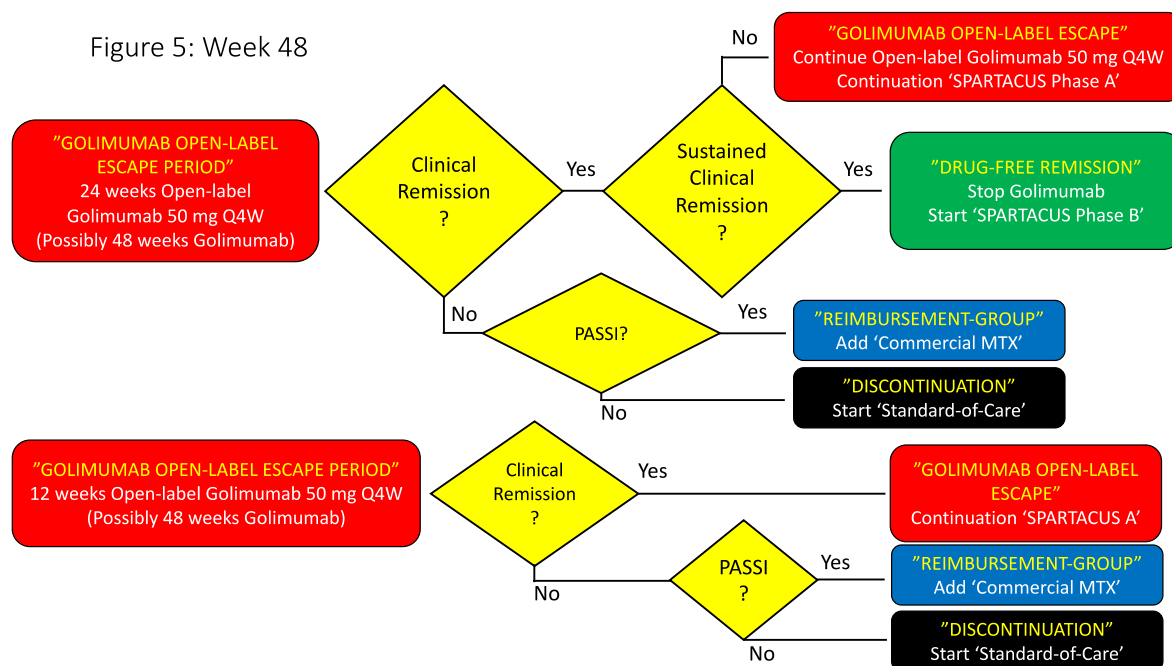 Figure 5: Week 48
No
"GOLIMUMAB OPEN-LABEL ESCAPE"
Continue Open-label Golimumab 50 mg Q4W
Continuation ‘SPARTACUS Phase A’
"GOLIMUMAB OPEN-LABEL
ESCAPE PERIOD"
24 weeks Open-label
Golimumab 50 mg Q4W
(Possibly 48 weeks Golimumab)
Clinical
Remission
?
Yes
Sustained
Clinical
Remission
?
Yes
"DRUG-FREE REMISSION"
Stop Golimumab
Start ‘SPARTACUS Phase B’
No
PASSI?
Yes
"REIMBURSEMENT-GROUP"
Add ‘Commercial MTX’
No
"DISCONTINUATION"
Start ‘Standard-of-Care’
"GOLIMUMAB OPEN-LABEL ESCAPE PERIOD"
12 weeks Open-label Golimumab 50 mg Q4W
(Possibly 48 weeks Golimumab)
Clinical
Remission
?
Yes
"GOLIMUMAB OPEN-LABEL
ESCAPE"
Continuation ‘SPARTACUS A’
No
PASSI
?
Yes
"REIMBURSEMENT-GROUP"
Add ‘Commercial MTX’
No
"DISCONTINUATION"
Start ‘Standard-of-Care’